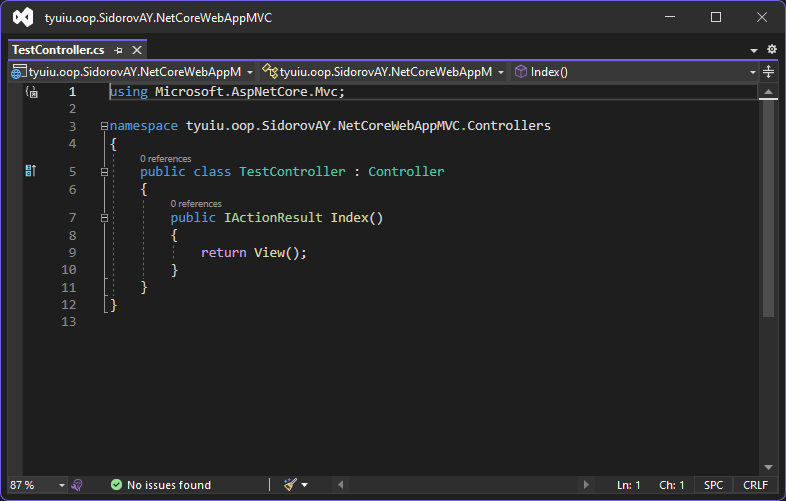 tyuiu.oop.SidorovAY.NetCoreWebAppMVC
TestController.cs
tyuiu.oop.SidorovAY.NetCoreWebAppM tyuiu.oop.SidorovAY.NetCoreWebAppM Index()
1 using Microsoft.AspNetCore.Mvc;
2
3 namespace tyuiu.oop.SidorovAY.NetCoreWebAppMVC.Controllers
4 {
0 references
5 public class TestController : Controller
6 {
0 references
7 public IActionResult Index()
8 {
9 return View();
10 }
11 }
12 }
13
87 % No issues found Ln: 1 Ch: 1 SPC CRLF